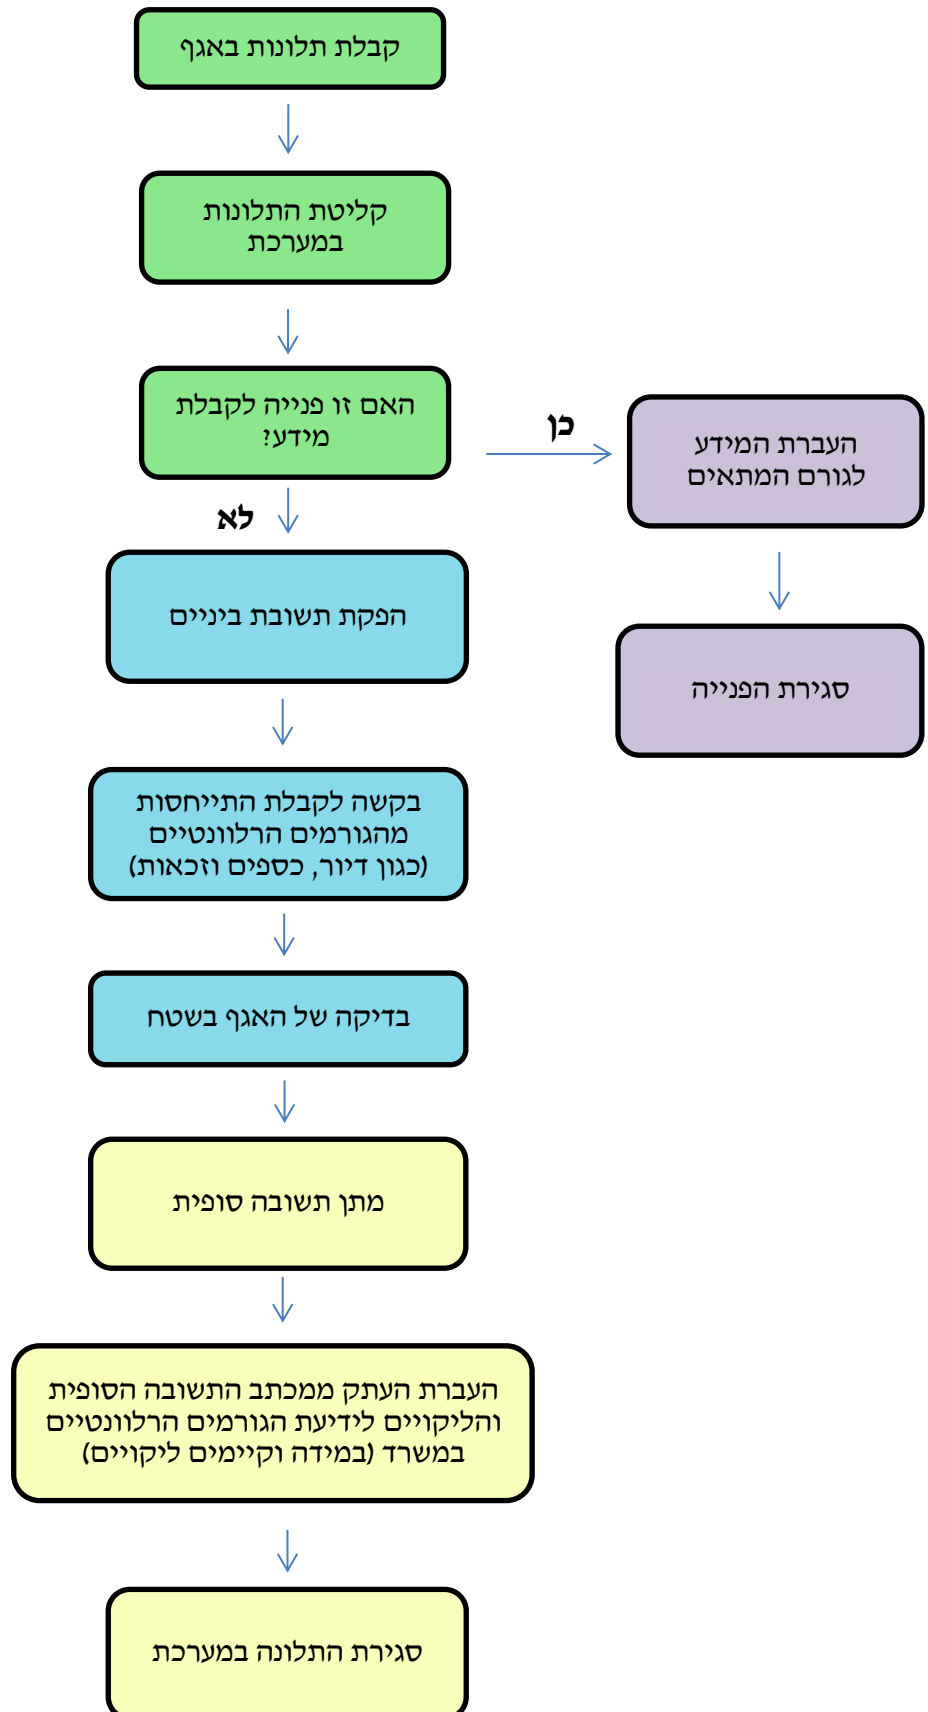 קבלת תלונות באגף
קליטת התלונות
במערכת
האם זו פנייה לקבלת
מידע?
כן
העברת המידע
לגורם המתאים
סגירת הפנייה
לא
הפקת תשובת ביניים
בקשה לקבלת התייחסות
מהגורמים הרלוונטיים
(כגון דיור, כספים וזכאות)
בדיקה של האגף בשטח
מתן תשובה סופית
העברת העתק ממכתב התשובה הסופית
והליקויים לידיעת הגורמים הרלוונטיים
במשרד (במידה וקיימים ליקויים)
סגירת התלונה במערכת